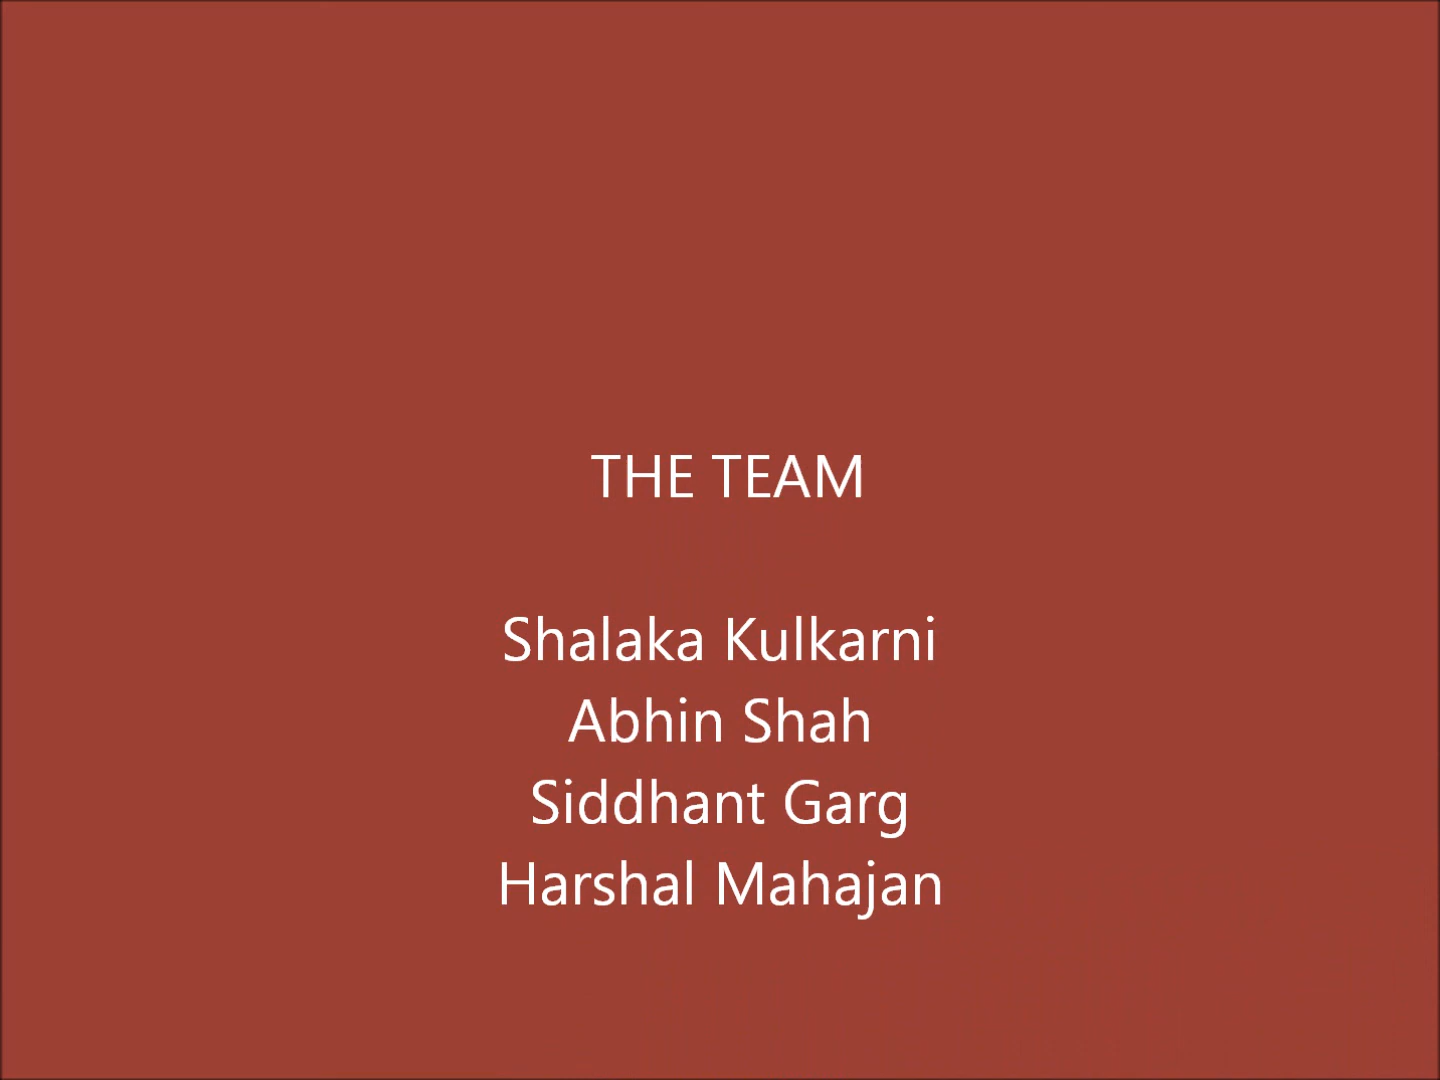 THE TEAM
Shalaka Kulkarni
Abhin Shah
Siddhant Garg
Harshal Mahajan